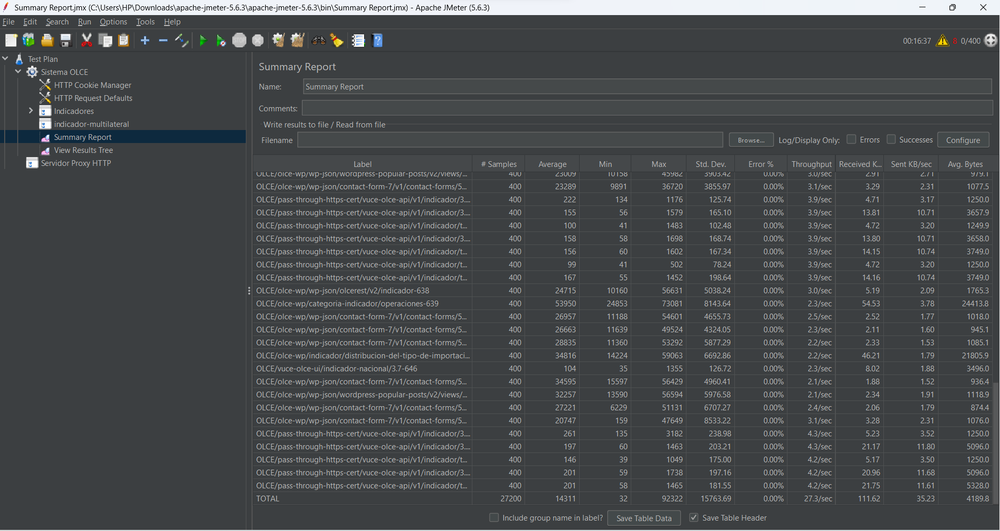 Summary Report.jmx (C:\Users\HP\Downloads\apache-jmeter-5.6.3\apache-jmeter-5.6.3\bin\Summary Report.jmx) - Apache JMeter (5.6.3)
File Edit Search Run Options Tools Help
STOP 00:16:37 8 0/400
Test Plan
Sistema OLCE
HTTP Cookie Manager
HTTP Request Defaults
Indicadores
indicador-multilateral
Summary Report
View Results Tree
Servidor Proxy HTTP
Summary Report
Name: Summary Report
Comments:
Write results to file / Read from file
Filename Browse... Log/Display Only: Errors Successes Configure
Label # Samples Average Min Max Std. Dev. Error % Throughput Received K... Sent KB/sec Avg. Bytes
OLCE/olce-wp/wp-json/wordpress-popular-posts/v2/views/... 400 23009 10158 45982 3903.42 0.00% 3.0/sec 2.91 2.71 979.1
OLCE/olce-wp/wp-json/contact-form-7/v1/contact-forms/5... 400 23289 9891 36720 3855.97 0.00% 3.1/sec 3.29 2.31 1077.5
OLCE/pass-through-https-cert/vuce-olce-api/v1/indicador/3.... 400 222 134 1176 125.74 0.00% 3.9/sec 4.71 3.17 1250.0
OLCE/pass-through-https-cert/vuce-olce-api/v1/indicador/3.... 400 155 56 1579 165.10 0.00% 3.9/sec 13.81 10.71 3657.9
OLCE/pass-through-https-cert/vuce-olce-api/v1/indicador/t... 400 100 41 1483 102.48 0.00% 3.9/sec 4.72 3.20 1249.9
OLCE/pass-through-https-cert/vuce-olce-api/v1/indicador/3.... 400 158 58 1698 168.74 0.00% 3.9/sec 13.80 10.71 3658.0
OLCE/pass-through-https-cert/vuce-olce-api/v1/indicador/t... 400 156 60 1602 167.34 0.00% 3.9/sec 14.15 10.74 3749.0
OLCE/pass-through-https-cert/vuce-olce-api/v1/indicador/t... 400 99 41 502 78.24 0.00% 3.9/sec 4.72 3.20 1250.0
OLCE/pass-through-https-cert/vuce-olce-api/v1/indicador/t... 400 167 55 1452 198.64 0.00% 3.9/sec 14.16 10.74 3749.0
OLCE/olce-wp/wp-json/olcerest/v2/indicador-638 400 24715 10160 56631 5038.24 0.00% 3.0/sec 5.19 2.09 1765.3
OLCE/olce-wp/categoria-indicador/operaciones-639 400 53950 24853 73081 8143.64 0.00% 2.3/sec 54.53 3.78 24413.8
OLCE/olce-wp/wp-json/contact-form-7/v1/contact-forms/5... 400 26957 11188 54601 4655.73 0.00% 2.5/sec 2.52 1.77 1018.0
OLCE/olce-wp/wp-json/contact-form-7/v1/contact-forms/5... 400 26663 11639 49524 4324.05 0.00% 2.3/sec 2.11 1.60 945.1
OLCE/olce-wp/wp-json/contact-form-7/v1/contact-forms/5... 400 28835 11360 53292 5877.29 0.00% 2.2/sec 2.33 1.53 1085.1
OLCE/olce-wp/indicador/distribucion-del-tipo-de-importaci... 400 34816 14224 59063 6692.86 0.00% 2.2/sec 46.21 1.79 21805.9
OLCE/vuce-olce-ui/indicador-nacional/3.7-646 400 104 35 1355 126.72 0.00% 2.3/sec 8.02 1.88 3496.0
OLCE/olce-wp/wp-json/contact-form-7/v1/contact-forms/5... 400 34595 15597 56429 4960.41 0.00% 2.1/sec 1.88 1.52 936.4
OLCE/olce-wp/wp-json/wordpress-popular-posts/v2/views/... 400 32257 13590 56594 5976.58 0.00% 2.1/sec 2.34 1.91 1118.9
OLCE/olce-wp/wp-json/contact-form-7/v1/contact-forms/5... 400 27221 6229 51131 6707.27 0.00% 2.4/sec 2.06 1.79 874.4
OLCE/olce-wp/wp-json/contact-form-7/v1/contact-forms/5... 400 20747 159 47649 8533.22 0.00% 3.1/sec 3.28 2.31 1076.0
OLCE/pass-through-https-cert/vuce-olce-api/v1/indicador/3.... 400 261 135 3182 238.98 0.00% 4.3/sec 5.23 3.52 1250.0
OLCE/pass-through-https-cert/vuce-olce-api/v1/indicador/3.... 400 197 60 1463 203.21 0.00% 4.3/sec 21.17 11.80 5096.0
OLCE/pass-through-https-cert/vuce-olce-api/v1/indicador/t... 400 146 39 1049 175.00 0.00% 4.2/sec 5.17 3.50 1250.0
OLCE/pass-through-https-cert/vuce-olce-api/v1/indicador/3.... 400 201 59 1738 197.16 0.00% 4.2/sec 20.96 11.68 5096.0
OLCE/pass-through-https-cert/vuce-olce-api/v1/indicador/t... 400 201 58 1465 181.55 0.00% 4.2/sec 21.75 11.61 5328.0
TOTAL 27200 14311 32 92322 15763.69 0.00% 27.3/sec 111.62 35.23 4189.8
Include group name in label? Save Table Data Save Table Header